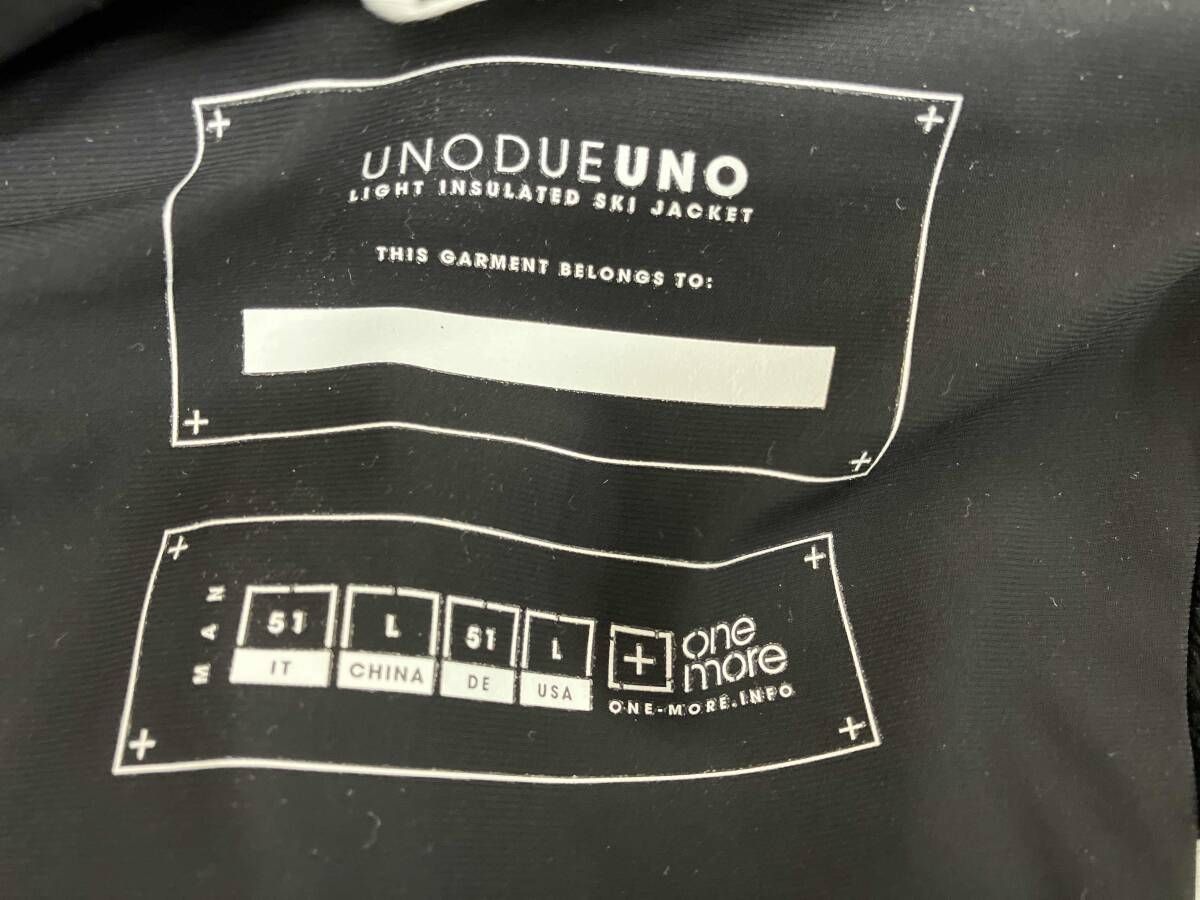 UNODUEUNO
LIGHT INSULATED SKI JACKET
THIS GARMENT BELONGS TO:
MAN
51 L 51 L
IT CHINA DE USA
one
more
ONE-MORE.INFO